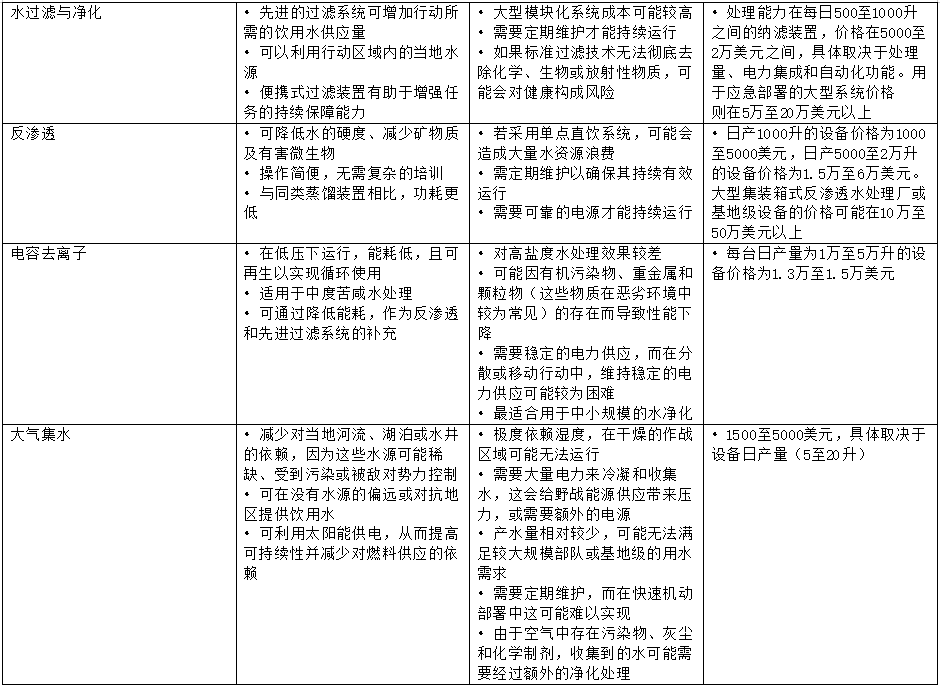 水过滤与净化
• 先进的过滤系统可增加行动所
需的饮用水供应量
• 可以利用行动区域内的当地水
源
• 便携式过滤装置有助于增强任
务的持续保障能力
• 大型模块化系统成本可能较高
• 需要定期维护才能持续运行
• 如果标准过滤技术无法彻底去
除化学、生物或放射性物质，可
能会对健康构成风险
• 处理能力在每日500至1000升
之间的纳滤装置，价格在5000至
2万美元之间，具体取决于处理
量、电力集成和自动化功能。用
于应急部署的大型系统价格
则在5万至20万美元以上
反渗透
• 可降低水的硬度、减少矿物质
及有害微生物
• 操作简便，无需复杂的培训
• 与同类蒸馏装置相比，功耗更
低
• 若采用单点直饮系统，可能会
造成大量水资源浪费
• 需定期维护以确保其持续有效
运行
• 需要可靠的电源才能持续运行
• 日产1000升的设备价格为1000
至5000美元，日产5000至2万升
的设备价格为1.5万至6万美元。
大型集装箱式反渗透水处理厂或
基地级设备的价格可能在10万至
50万美元以上
电容去离子
• 在低压下运行，能耗低，且可
再生以实现循环使用
• 适用于中度苦咸水处理
• 可通过降低能耗，作为反渗透
和先进过滤系统的补充
• 对高盐度水处理效果较差
• 可能因有机污染物、重金属和
颗粒物（这些物质在恶劣环境中
较为常见）的存在而导致性能下
降
• 需要稳定的电力供应，而在分
散或移动行动中，维持稳定的电
力供应可能较为困难
• 最适合用于中小规模的水净化
• 每台日产量为1万至5万升的设
备价格为1.3万至1.5万美元
大气集水
• 减少对当地河流、湖泊或水井
的依赖，因为这些水源可能稀
缺、受到污染或被敌对势力控制
• 可在没有水源的偏远或对抗地
区提供饮用水
• 可利用太阳能供电，从而提高
可持续性并减少对燃料供应的依
赖
• 极度依赖湿度，在干燥的作战
区域可能无法运行
• 需要大量电力来冷凝和收集
水，这会给野战能源供应带来压
力，或需要额外的电源
• 产水量相对较少，可能无法满
足较大规模部队或基地级的用水
需求
• 需要定期维护，而在快速机动
部署中这可能难以实现
• 由于空气中存在污染物、灰尘
和化学制剂，收集到的水可能需
要经过额外的净化处理
• 1500至5000美元，具体取决于
设备日产量（5至20升）